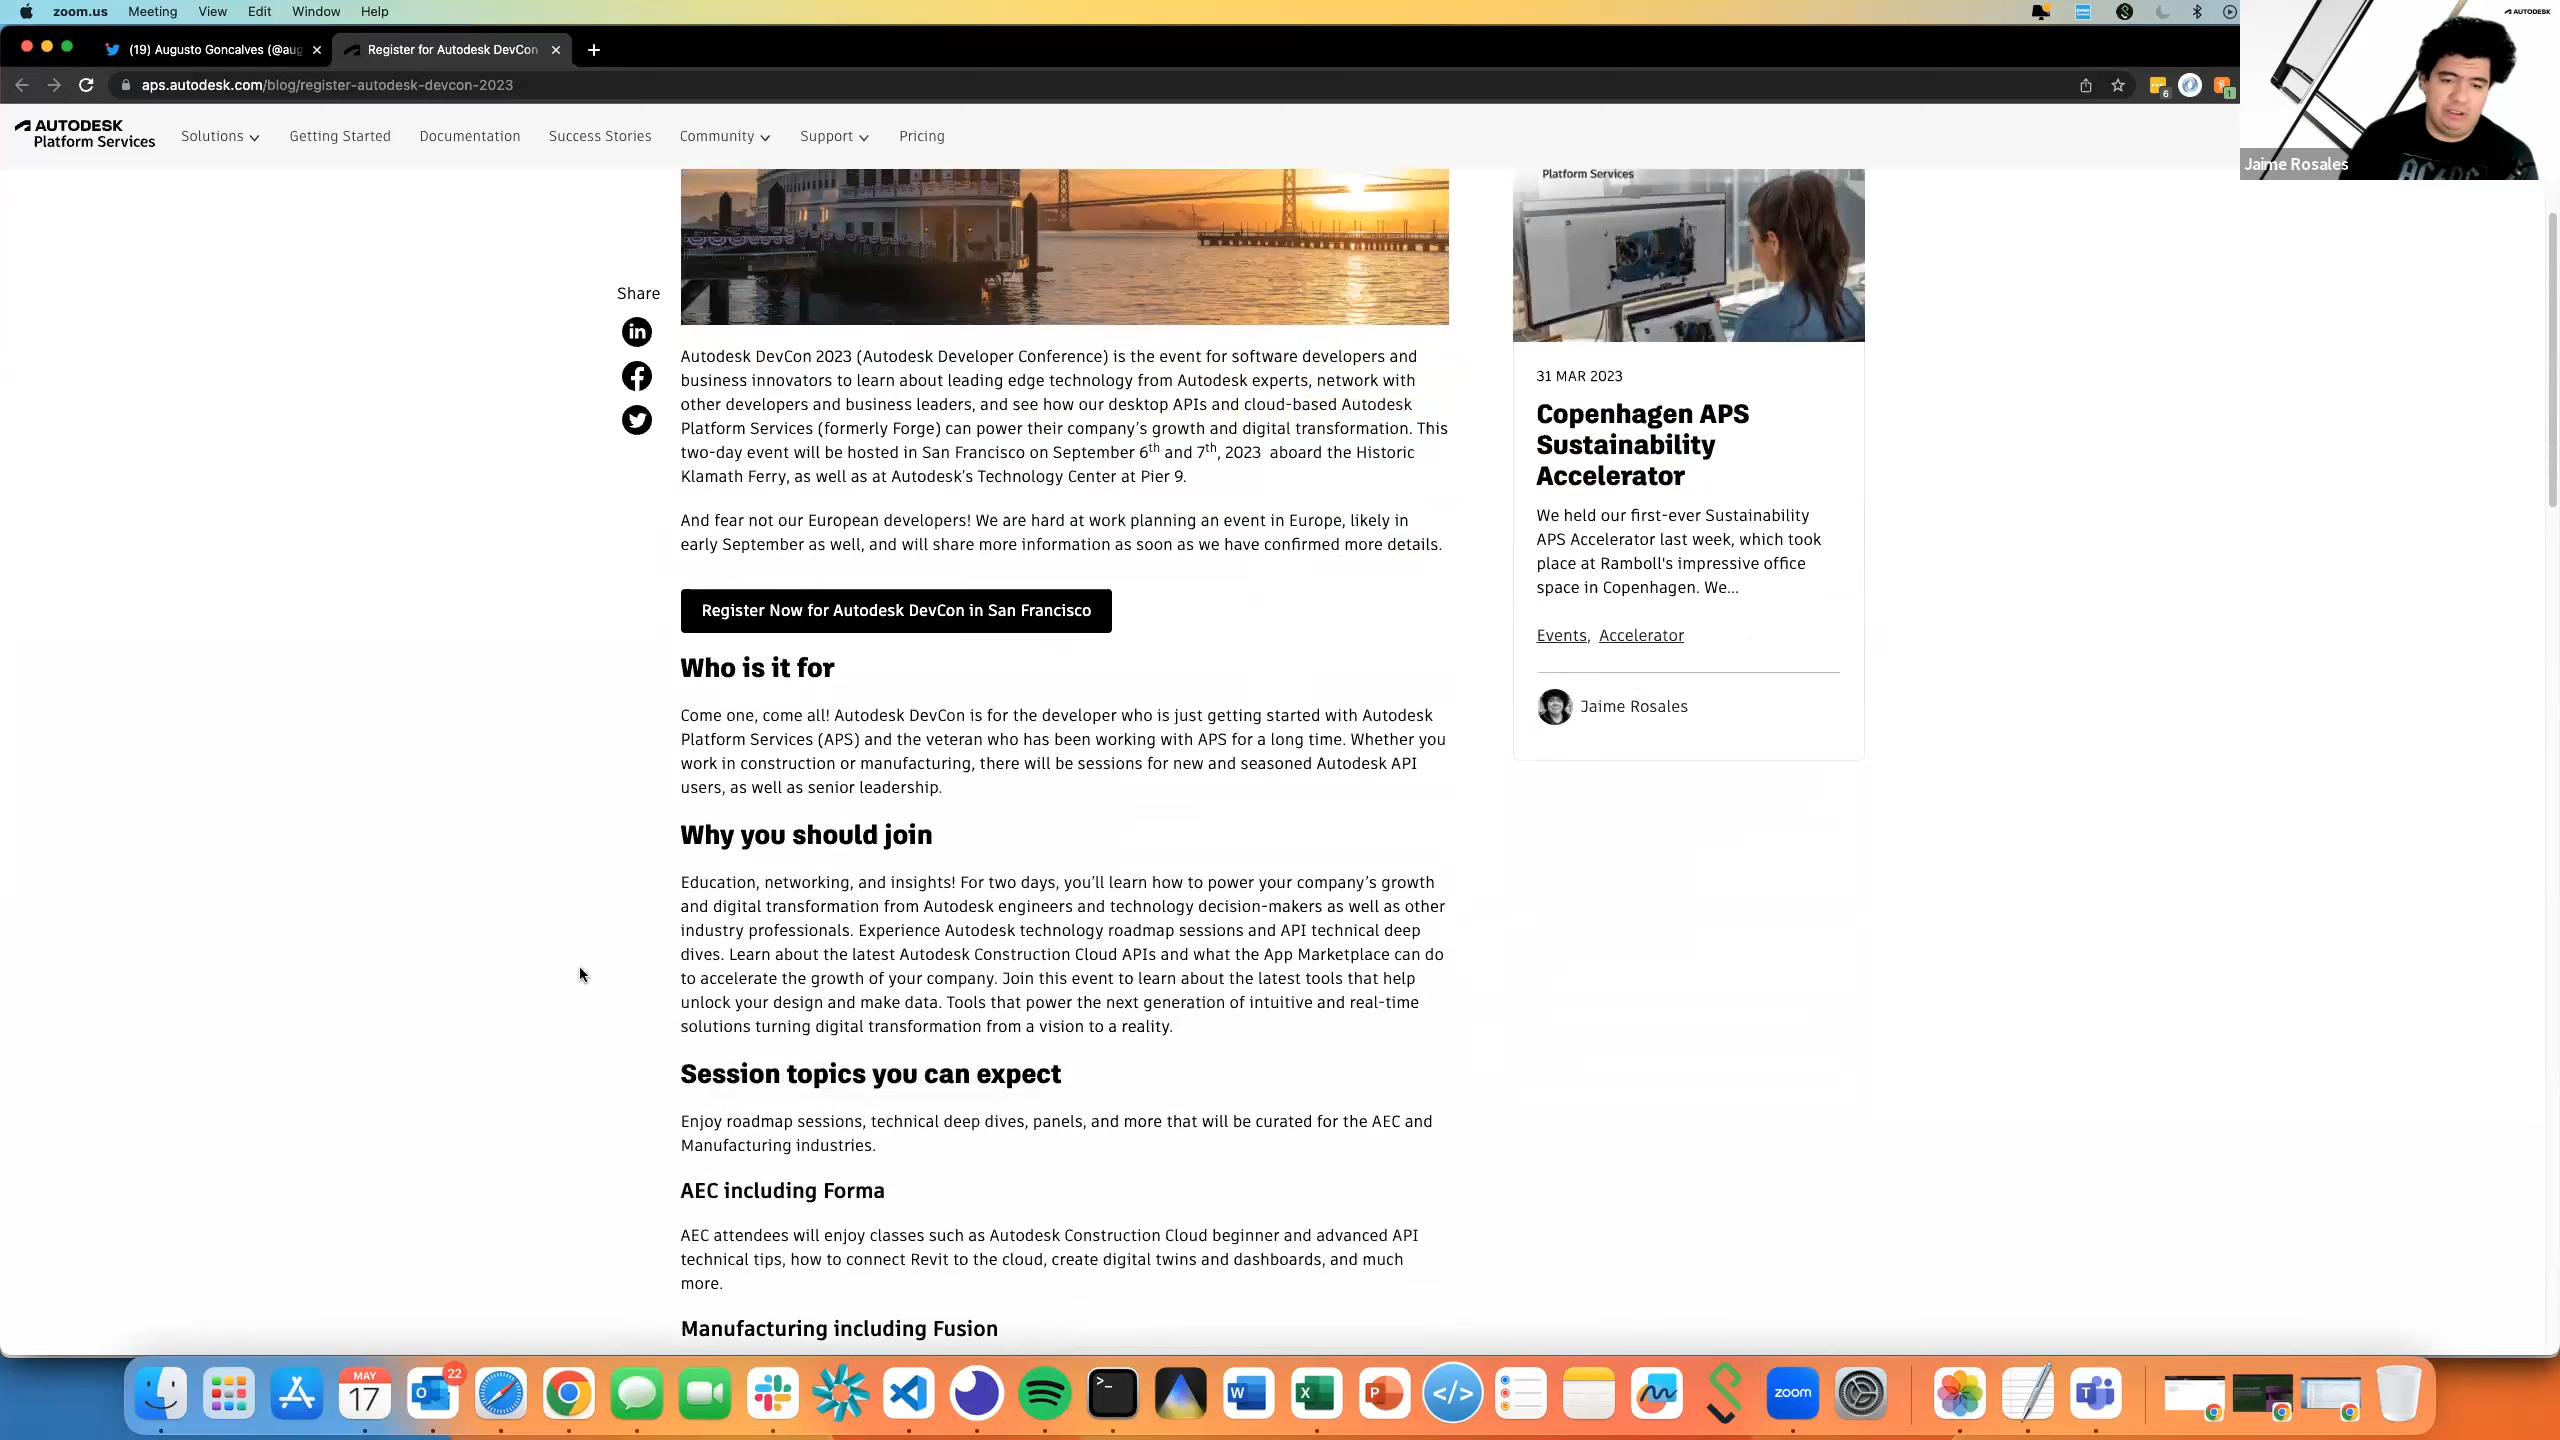 zoom.us Meeting View Edit Window Help
AUTODESK
(19) Augusto Goncalves (@aug
Register for Autodesk DevCon
aps.autodesk.com/blog/register-autodesk-devcon-2023
6
1
AUTODESK
Platform Services
Solutions Getting Started Documentation Success Stories Community Support Pricing
Jaime Rosales
AC DC
Share
in
Autodesk DevCon 2023 (Autodesk Developer Conference) is the event for software developers and
business innovators to learn about leading edge technology from Autodesk experts, network with
other developers and business leaders, and see how our desktop APIs and cloud-based Autodesk
Platform Services (formerly Forge) can power their company's growth and digital transformation. This
two-day event will be hosted in San Francisco on September 6th and 7th, 2023 aboard the Historic
Klamath Ferry, as well as at Autodesk's Technology Center at Pier 9.
And fear not our European developers! We are hard at work planning an event in Europe, likely in
early September as well, and will share more information as soon as we have confirmed more details.
Register Now for Autodesk DevCon in San Francisco
Who is it for
Come one, come all! Autodesk DevCon is for the developer who is just getting started with Autodesk
Platform Services (APS) and the veteran who has been working with APS for a long time. Whether you
work in construction or manufacturing, there will be sessions for new and seasoned Autodesk API
users, as well as senior leadership.
Why you should join
Education, networking, and insights! For two days, you'll learn how to power your company's growth
and digital transformation from Autodesk engineers and technology decision-makers as well as other
industry professionals. Experience Autodesk technology roadmap sessions and API technical deep
dives. Learn about the latest Autodesk Construction Cloud APIs and what the App Marketplace can do
to accelerate the growth of your company. Join this event to learn about the latest tools that help
unlock your design and make data. Tools that power the next generation of intuitive and real-time
solutions turning digital transformation from a vision to a reality.
Session topics you can expect
Enjoy roadmap sessions, technical deep dives, panels, and more that will be curated for the AEC and
Manufacturing industries.
AEC including Forma
AEC attendees will enjoy classes such as Autodesk Construction Cloud beginner and advanced API
technical tips, how to connect Revit to the cloud, create digital twins and dashboards, and much
more.
Manufacturing including Fusion
Platform Services
31 MAR 2023
Copenhagen APS
Sustainability
Accelerator
We held our first-ever Sustainability
APS Accelerator last week, which took
place at Ramboll's impressive office
space in Copenhagen. We...
Events, Accelerator
Jaime Rosales
MAY
17
22
O
>_
W
X
P
</>
zoom
T